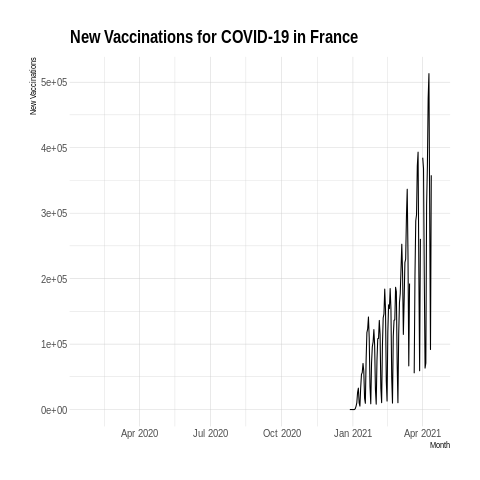 New Vaccinations for COVID-19 in France
New Vaccinations
5e+05
4e+05
3e+05
2e+05
1e+05
0e+00
Apr 2020 Jul 2020 Oct 2020 Jan 2021 Apr 2021
Month